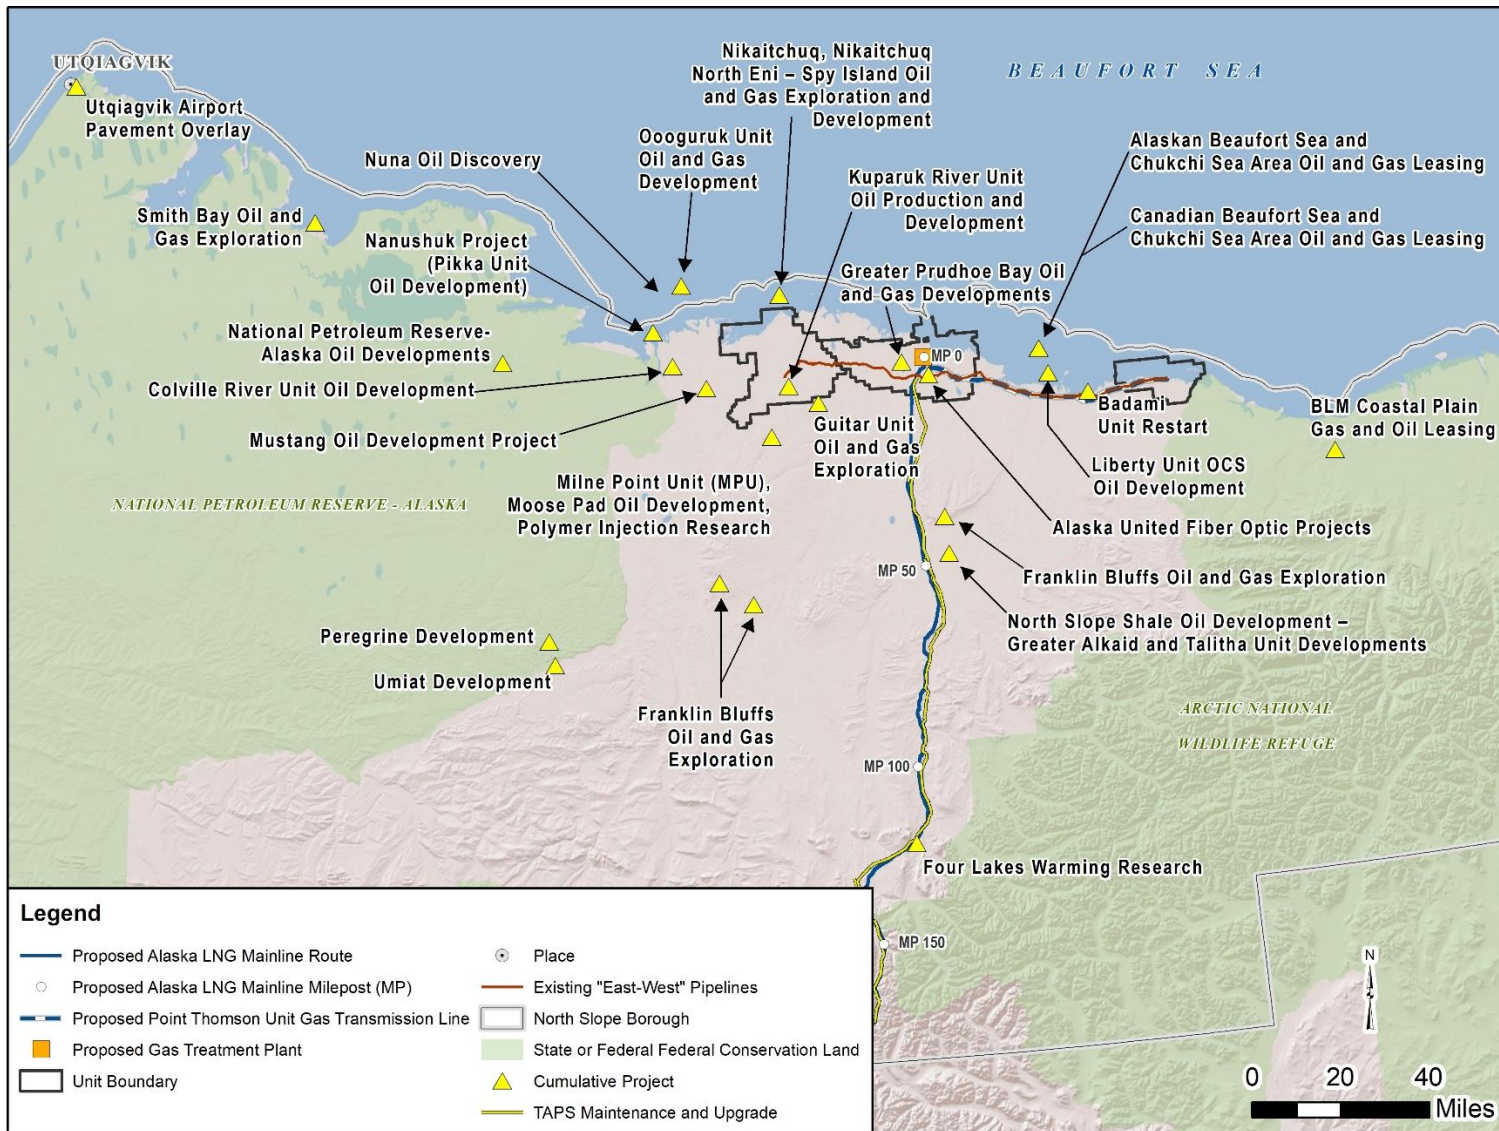 UTQIAGVIK
Utqiagvik Airport
Pavement Overlay
Nikaitchuq, Nikaitchuq
North Eni – Spy Island Oil
and Gas Exploration and
Development
BEAUFORT SEA
Oooguruk Unit
Oil and Gas
Development
Nuna Oil Discovery
Kuparuk River Unit
Oil Production and
Development
Alaskan Beaufort Sea and
Chukchi Sea Area Oil and Gas Leasing
Smith Bay Oil and
Gas Exploration
Canadian Beaufort Sea and
Chukchi Sea Area Oil and Gas Leasing
Nanushuk Project
(Pikka Unit
Oil Development)
Greater Prudhoe Bay Oil
and Gas Developments
National Petroleum Reserve-
Alaska Oil Developments
MP 0
Colville River Unit Oil Development
Mustang Oil Development Project
Guitar Unit
Oil and Gas
Exploration
Badami
Unit Restart
BLM Coastal Plain
Gas and Oil Leasing
Liberty Unit OCS
Oil Development
Milne Point Unit (MPU),
Moose Pad Oil Development,
Polymer Injection Research
NATIONAL PETROLEUM RESERVE - ALASKA
Alaska United Fiber Optic Projects
MP 50
Franklin Bluffs Oil and Gas Exploration
North Slope Shale Oil Development –
Greater Alkaid and Talitha Unit Developments
Peregrine Development
Umiat Development
Franklin Bluffs
Oil and Gas
Exploration
ARCTIC NATIONAL
WILDLIFE REFUGE
MP 100
Four Lakes Warming Research
MP 150
Legend
Proposed Alaska LNG Mainline Route
Proposed Alaska LNG Mainline Milepost (MP)
Proposed Point Thomson Unit Gas Transmission Line
Proposed Gas Treatment Plant
Unit Boundary
Place
Existing "East-West" Pipelines
North Slope Borough
State or Federal Federal Conservation Land
Cumulative Project
TAPS Maintenance and Upgrade
N
0 20 40
Miles